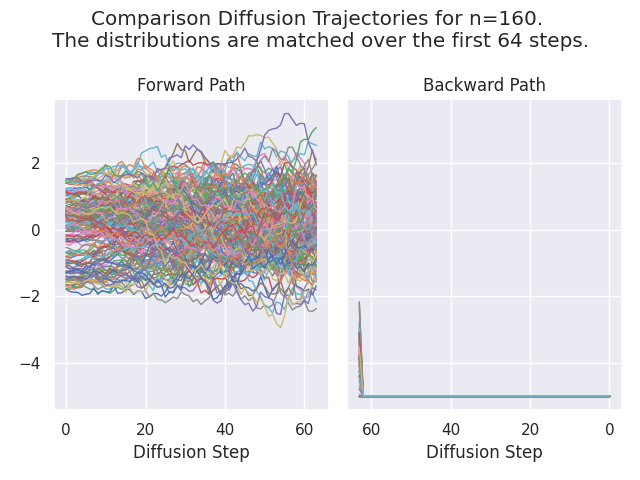 Comparison Diffusion Trajectories for n=160.
The distributions are matched over the first 64 steps.
Forward Path
Backward Path
2
0
−2
−4
0 20 40 60
60 40 20 0
Diffusion Step
Diffusion Step